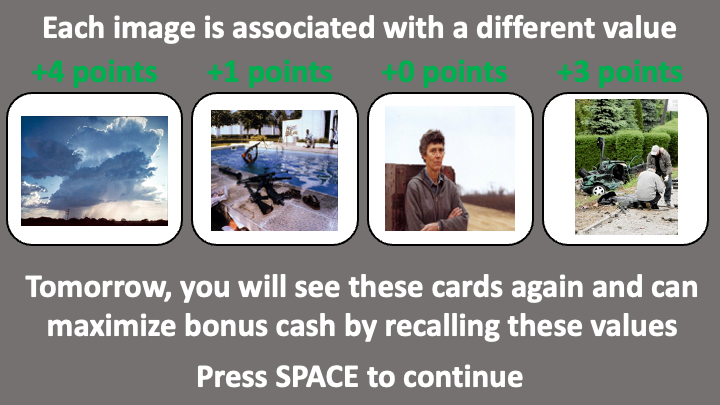 Each image is associated with a different value
+4 points +1 points +0 points +3 points
Tomorrow, you will see these cards again and can
maximize bonus cash by recalling these values
Press SPACE to continue